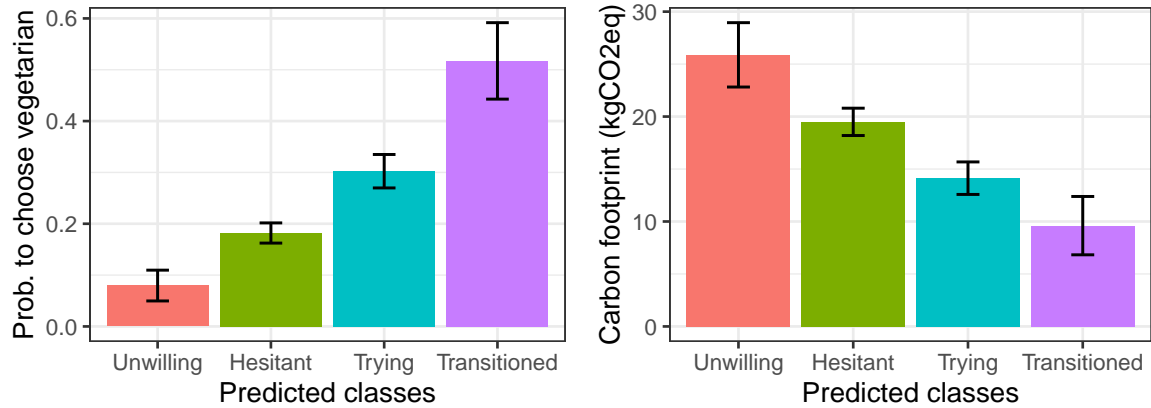 Prob. to choose vegetarian
0.6
0.4
0.2
0.0
Unwilling Hesitant Trying Transitioned
Predicted classes
Carbon footprint (kgCO2eq)
30
20
10
0
Unwilling Hesitant Trying Transitioned
Predicted classes